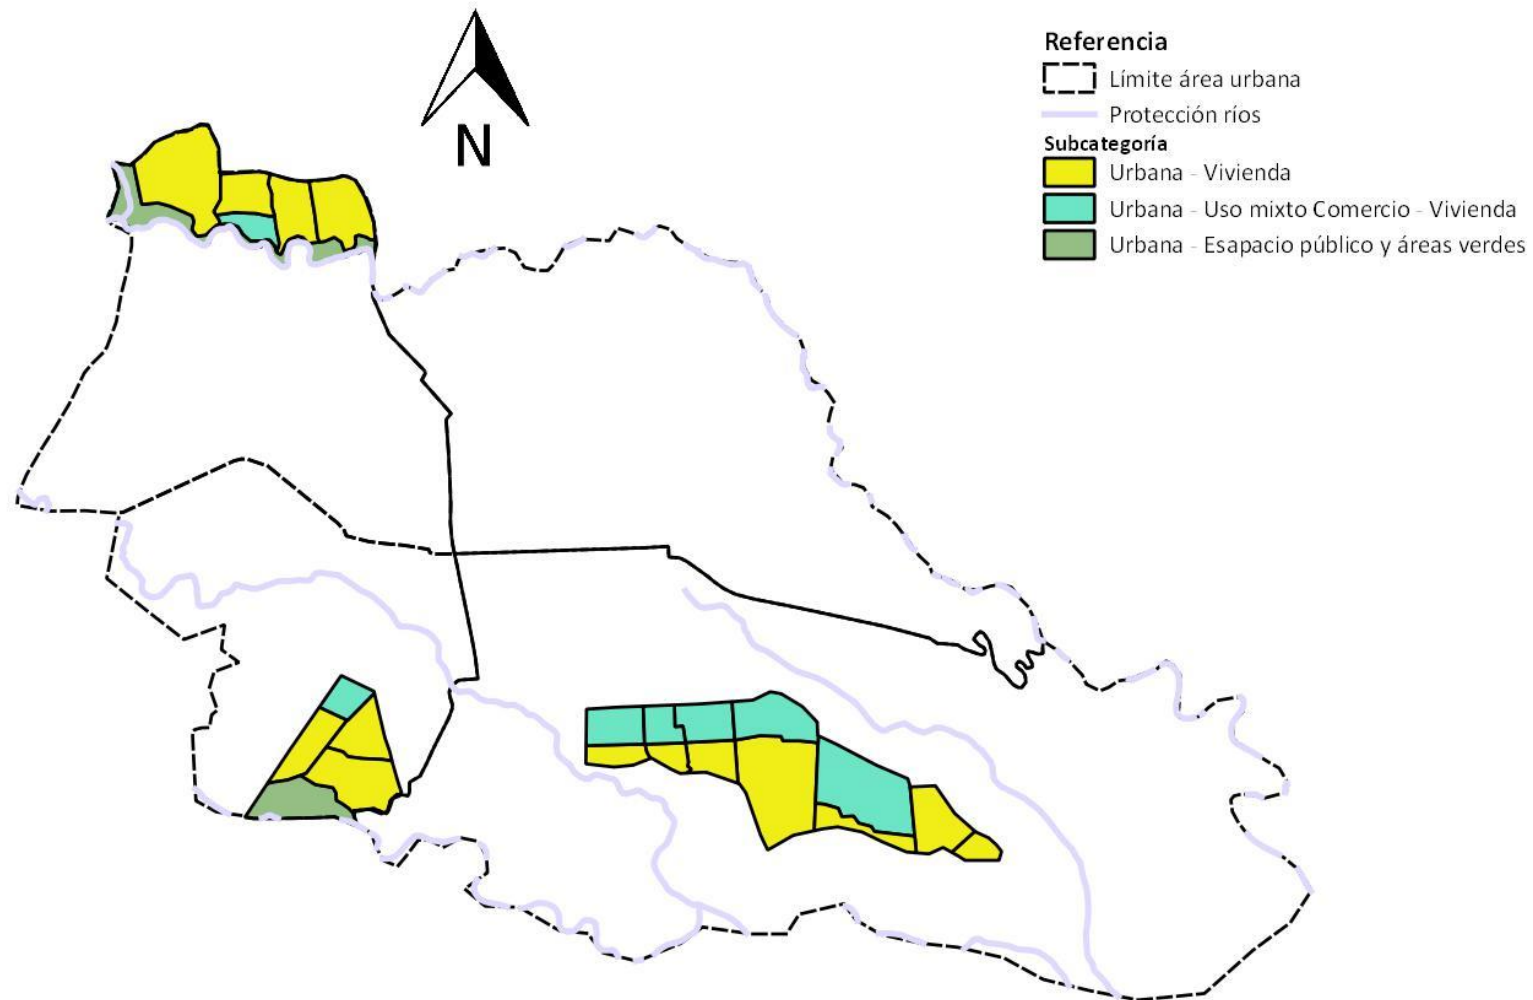 N
Referencia
Límite área urbana
Protección ríos
Subcategoría
Urbana - Vivienda
Urbana - Uso mixto Comercio - Vivienda
Urbana - Esapacio público y áreas verdes